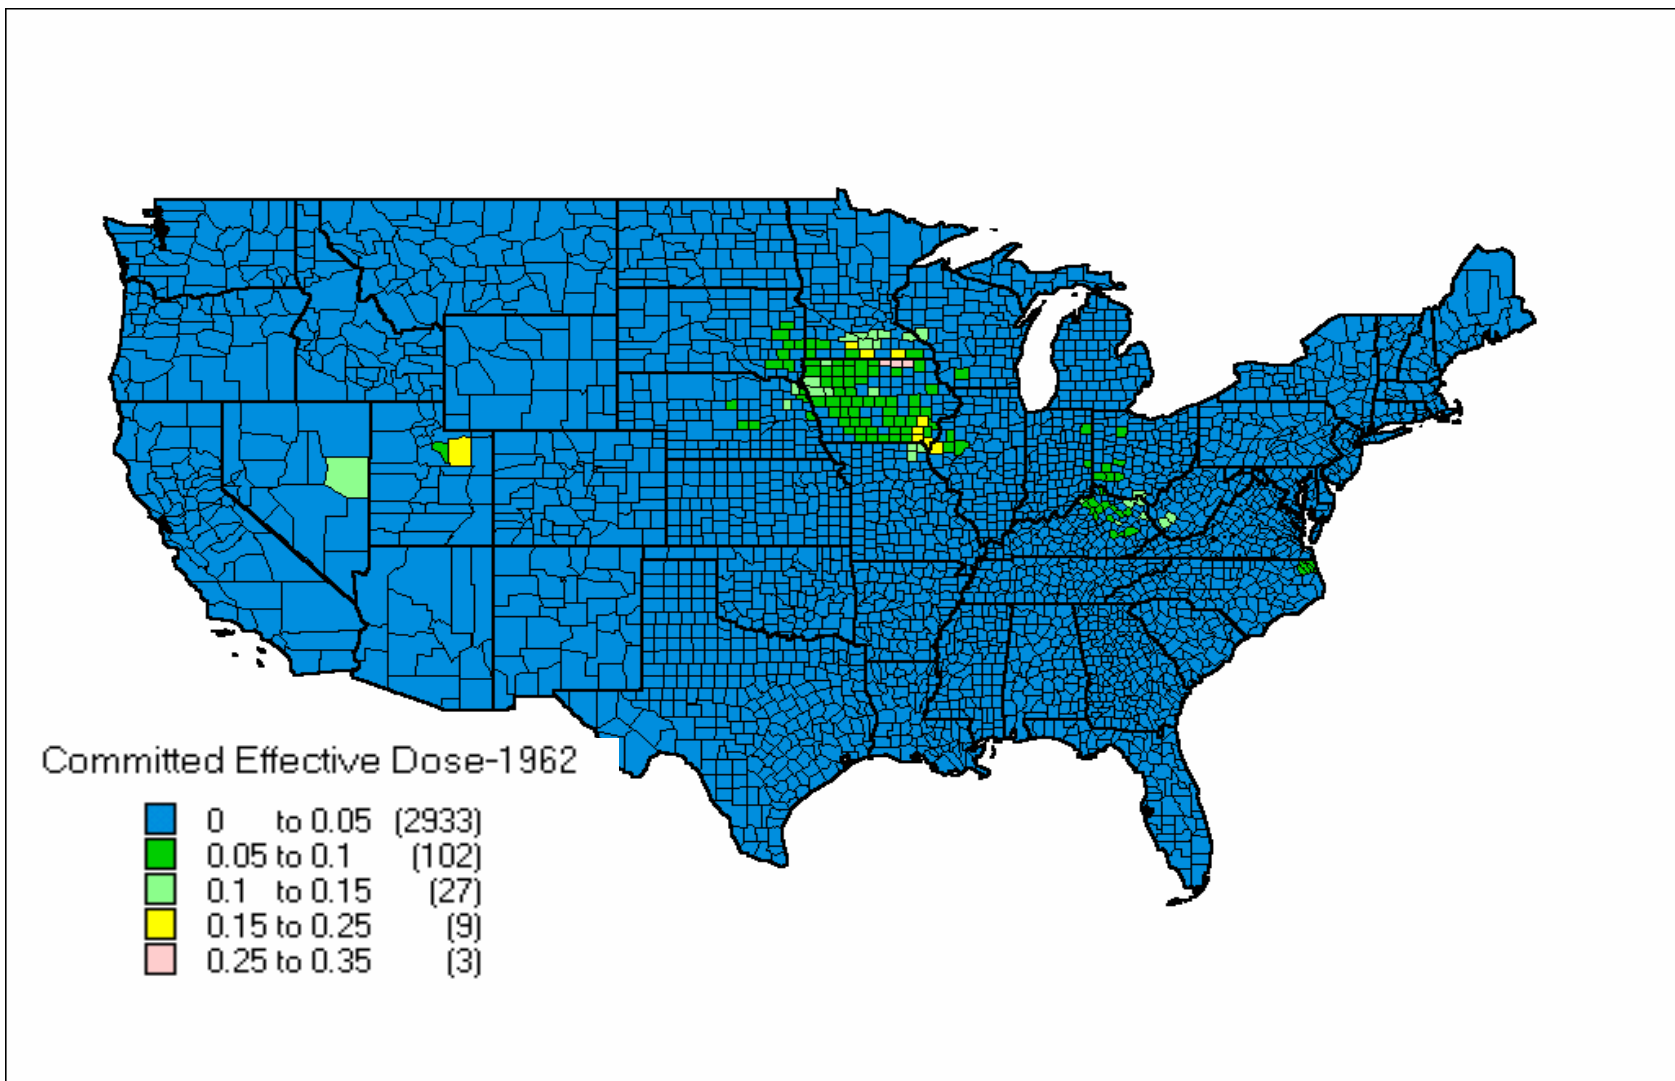 Committed Effective Dose-1962
0 to 0.05 (2933)
0.05 to 0.1 (102)
0.1 to 0.15 (27)
0.15 to 0.25 (9)
0.25 to 0.35 (3)